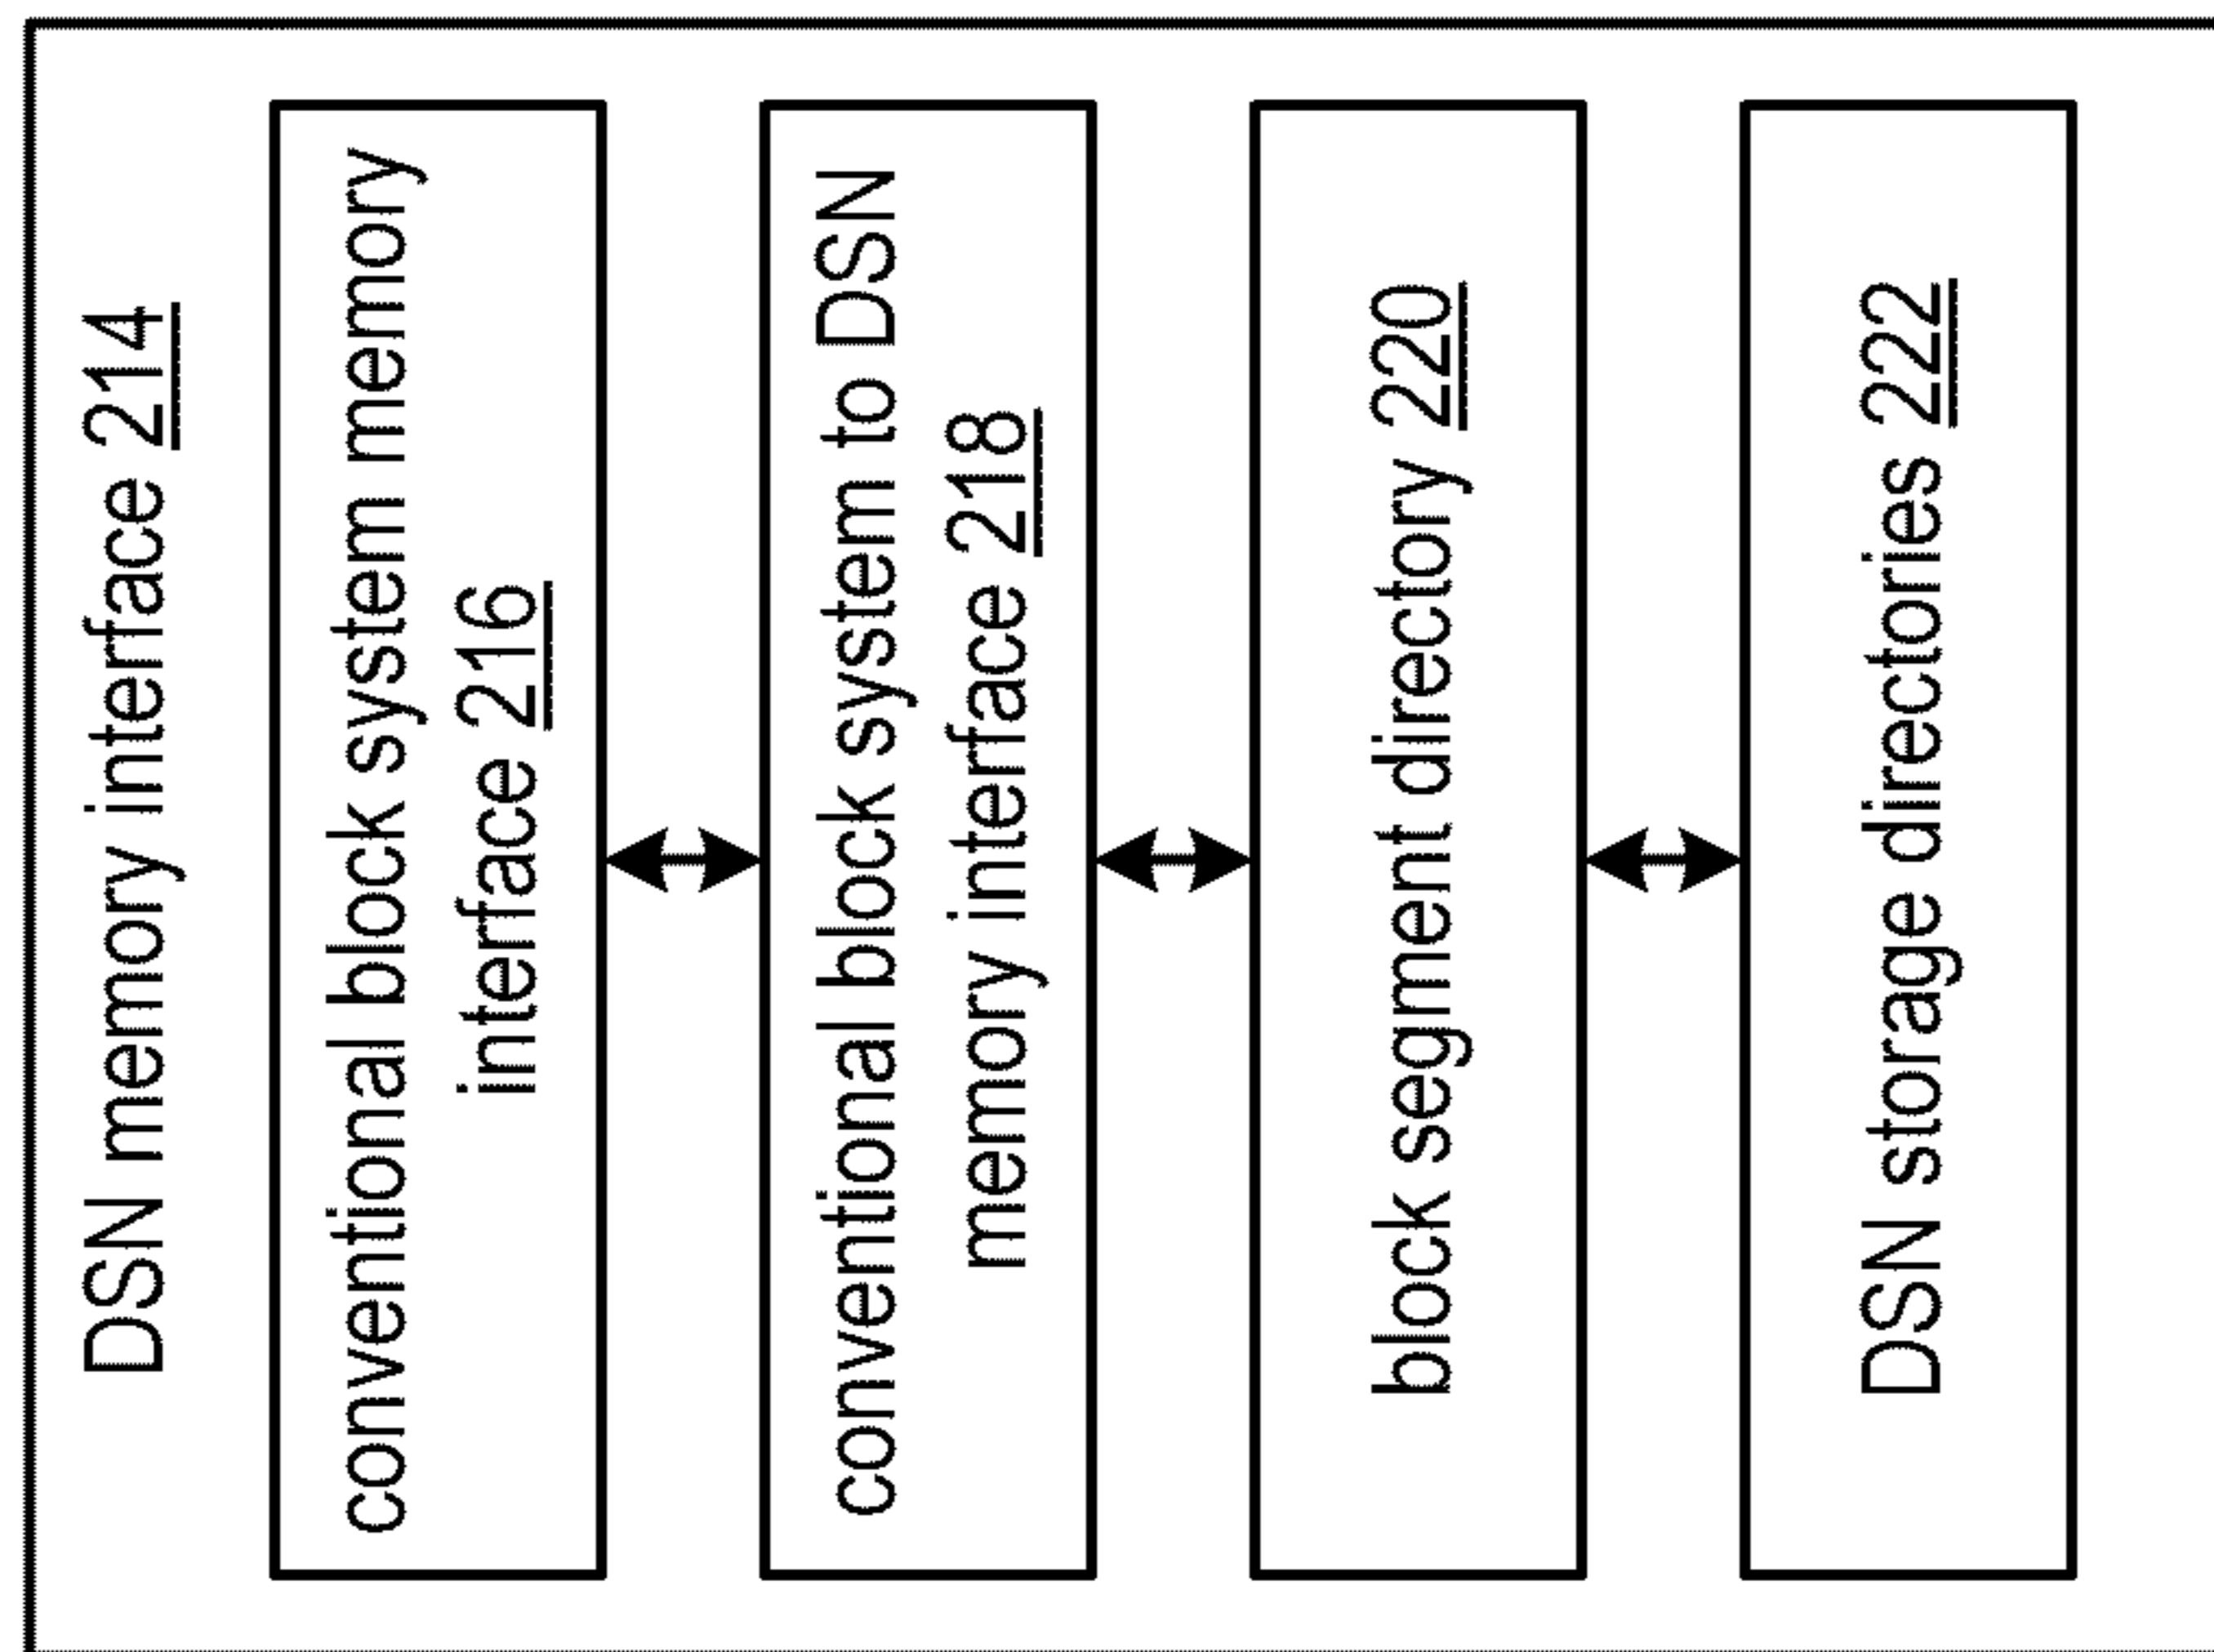 DSN memory interface 214
conventional block system memory
interface 216
conventional block system to DSN
memory interface 218
block segment directory 220
DSN storage directories 222